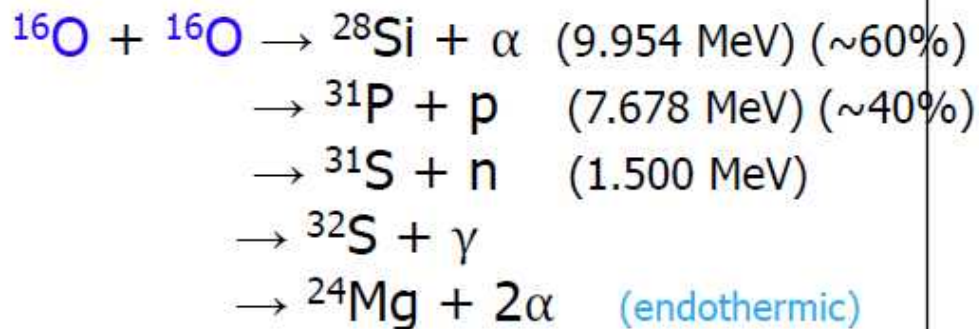 ¹⁶O + ¹⁶O → ²⁸Si + α (9.954 MeV) (~60%)
→ ³¹P + p (7.678 MeV) (~40%)
→ ³¹S + n (1.500 MeV)
→ ³²S + γ
→ ²⁴Mg + 2α (endothermic)